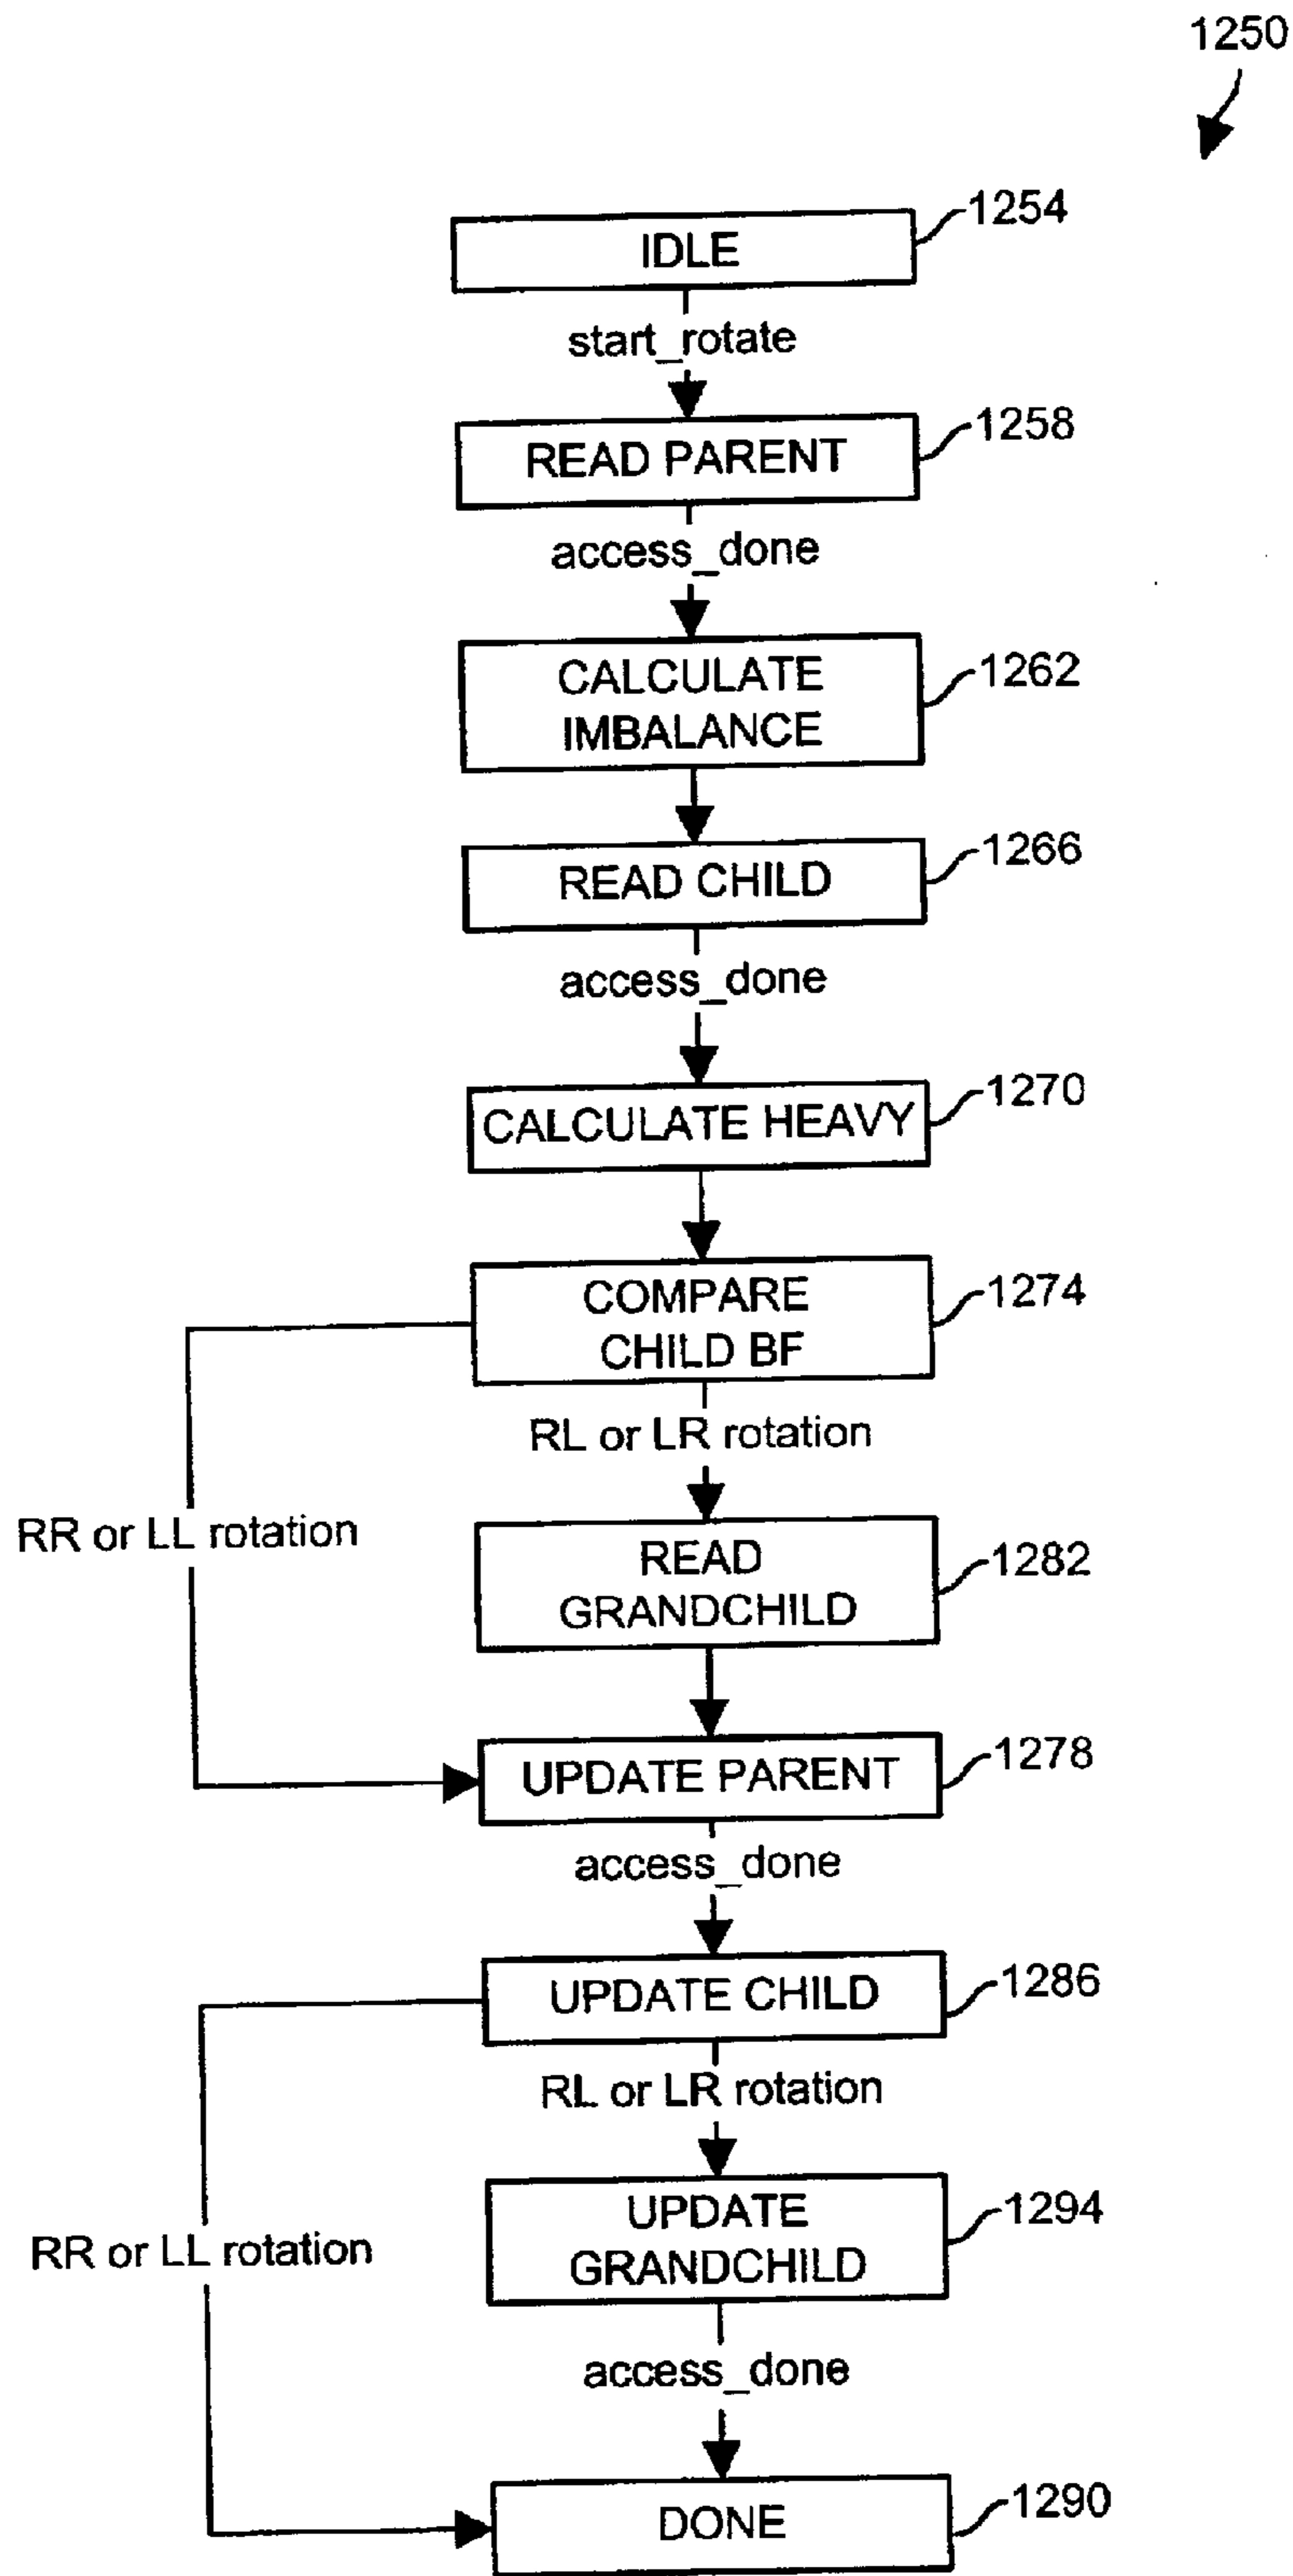 1250
IDLE
1254
start_rotate
READ PARENT
1258
access_done
CALCULATE
IMBALANCE
1262
READ CHILD
1266
access_done
CALCULATE HEAVY
1270
COMPARE
CHILD BF
1274
RL or LR rotation
RR or LL rotation
READ
GRANDCHILD
1282
UPDATE PARENT
1278
access_done
UPDATE CHILD
1286
RL or LR rotation
UPDATE
GRANDCHILD
1294
RR or LL rotation
access_done
DONE
1290